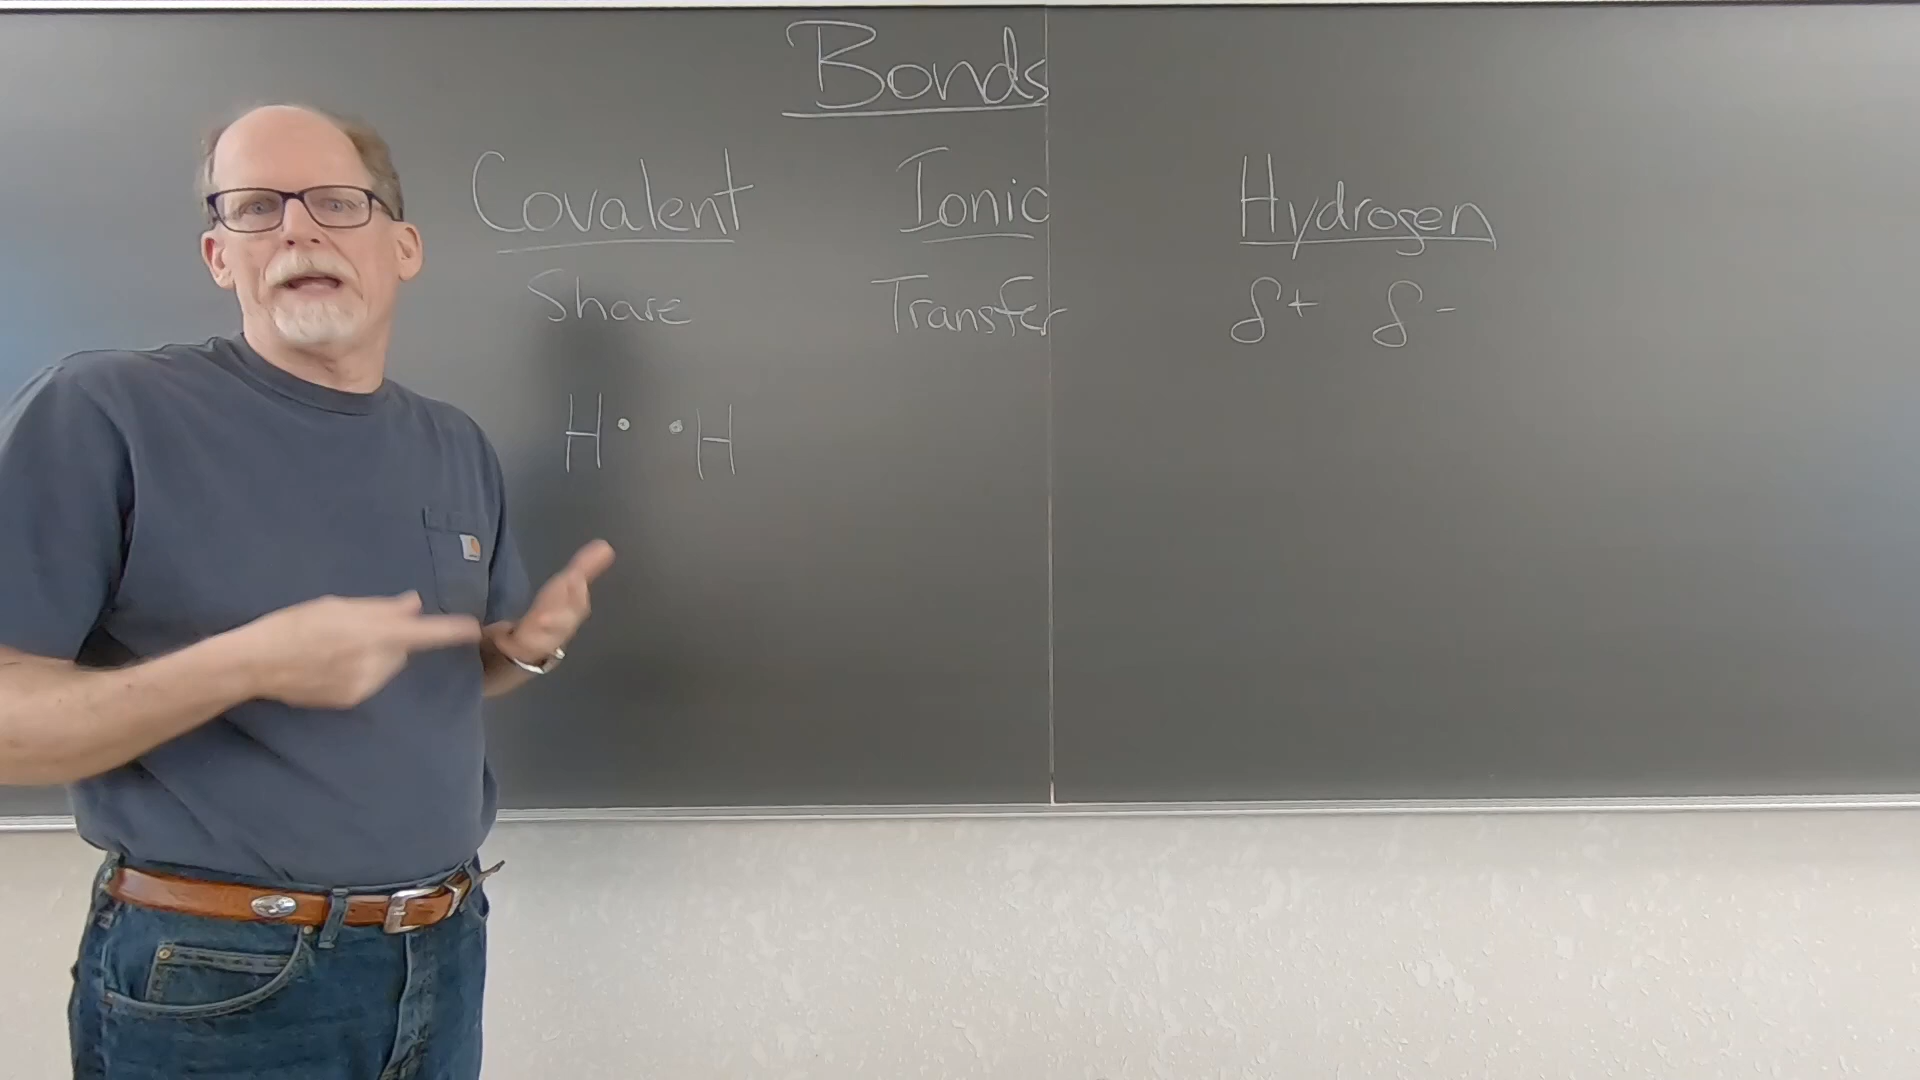 Bonds
Covalent Ionic Hydrogen
Share Transfer δ+ δ-
H• •H